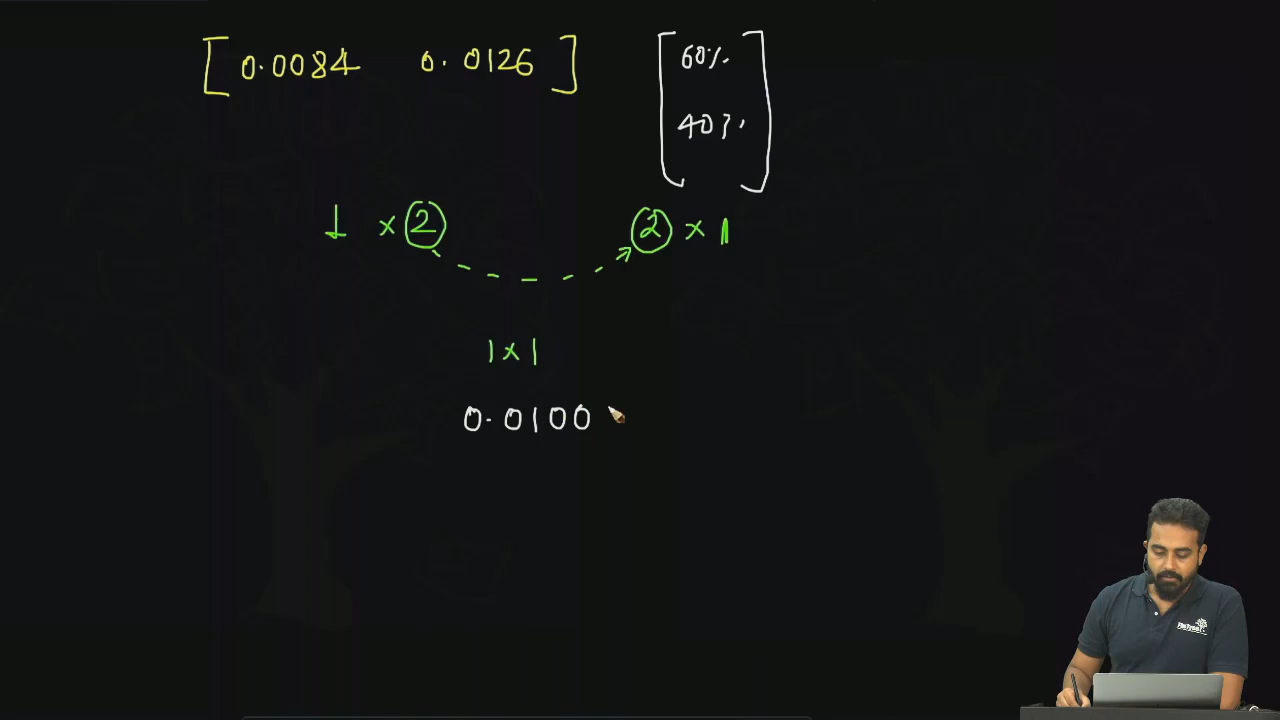 [ 0.0084 0.0126 ] [ 60%
40% ]
1 × 2 2 × 1
1 × 1
0.0100